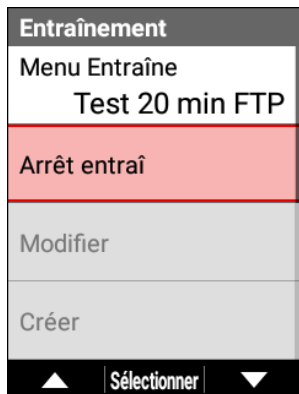 Entraînement
Menu Entraîne
Test 20 min FTP
Arrêt entraî
Modifier
Créer
Sélectionner